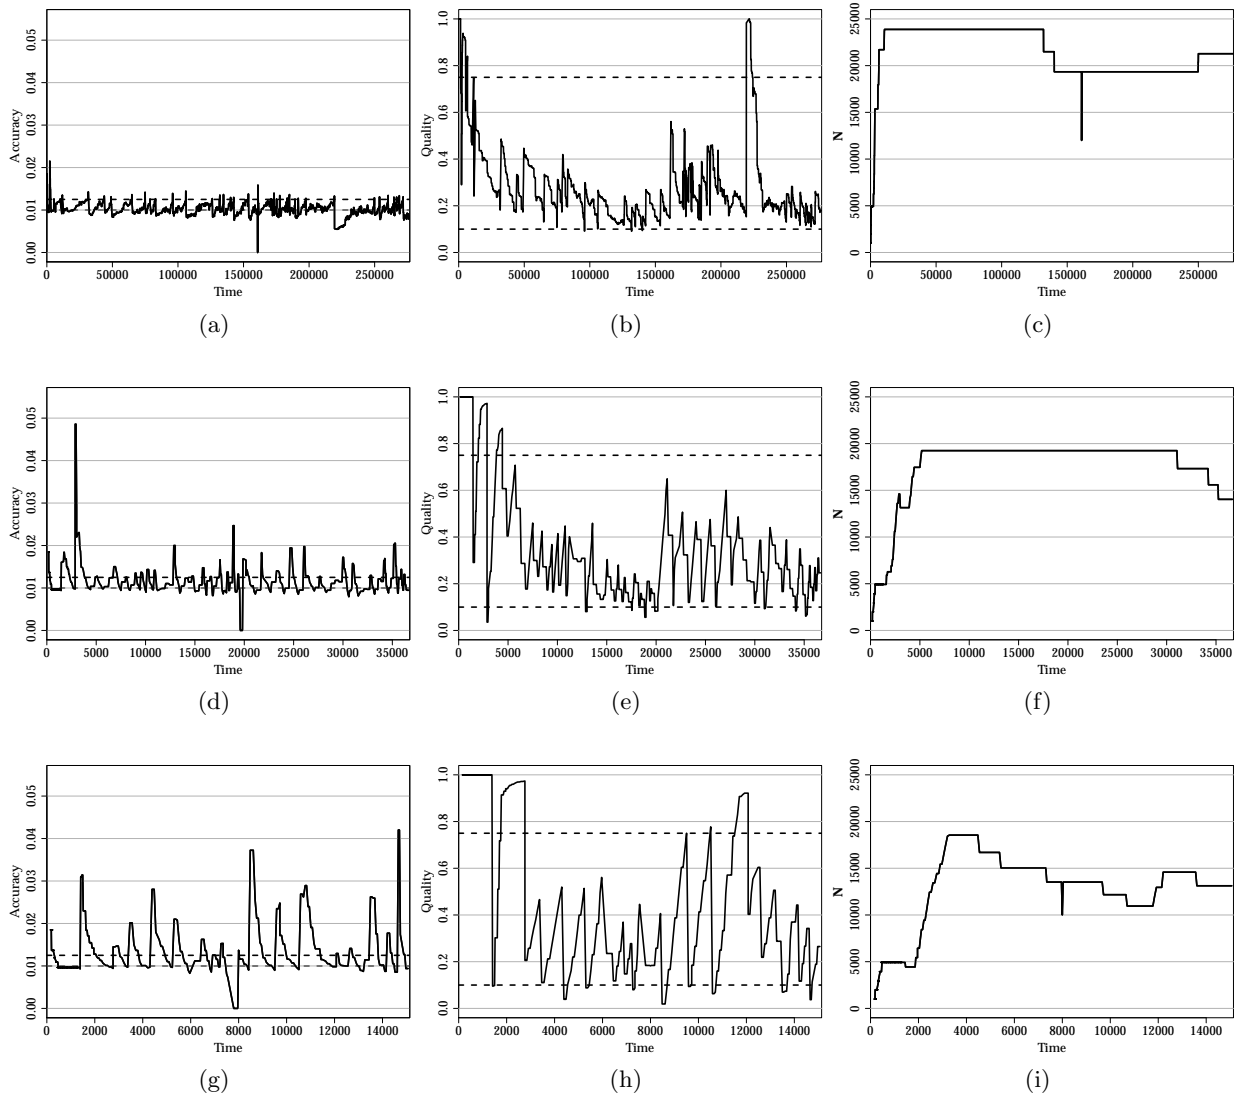 Accuracy
0.00 0.01 0.02 0.03 0.04 0.05
0 50000 100000 150000 200000 250000
Time
(a)
Quality
0.0 0.2 0.4 0.6 0.8 1.0
0 50000 100000 150000 200000 250000
Time
(b)
N
0 5000 10000 15000 20000 25000
0 50000 100000 150000 200000 250000
Time
(c)
Accuracy
0.00 0.01 0.02 0.03 0.04 0.05
0 5000 10000 15000 20000 25000 30000 35000
Time
(d)
Quality
0.0 0.2 0.4 0.6 0.8 1.0
0 5000 10000 15000 20000 25000 30000 35000
Time
(e)
N
0 5000 10000 15000 20000 25000
0 5000 10000 15000 20000 25000 30000 35000
Time
(f)
Accuracy
0.00 0.01 0.02 0.03 0.04 0.05
0 2000 4000 6000 8000 10000 12000 14000
Time
(g)
Quality
0.0 0.2 0.4 0.6 0.8 1.0
0 2000 4000 6000 8000 10000 12000 14000
Time
(h)
N
0 5000 10000 15000 20000 25000
0 2000 4000 6000 8000 10000 12000 14000
Time
(i)